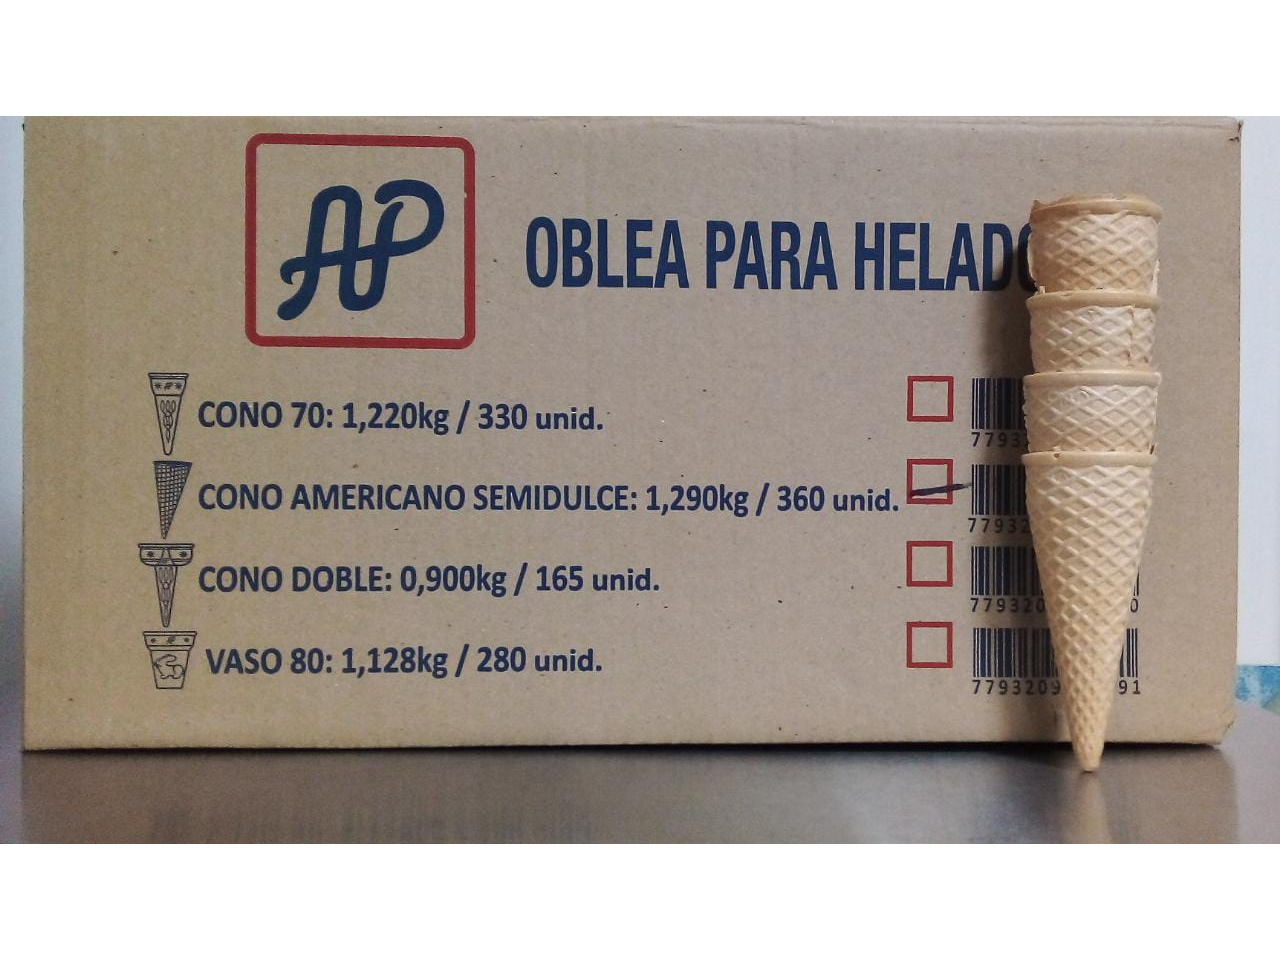 AP
OBLEA PARA HELADO
CONO 70: 1,220kg / 330 unid.
CONO AMERICANO SEMIDULCE: 1,290kg / 360 unid.
CONO DOBLE: 0,900kg / 165 unid.
VASO 80: 1,128kg / 280 unid.